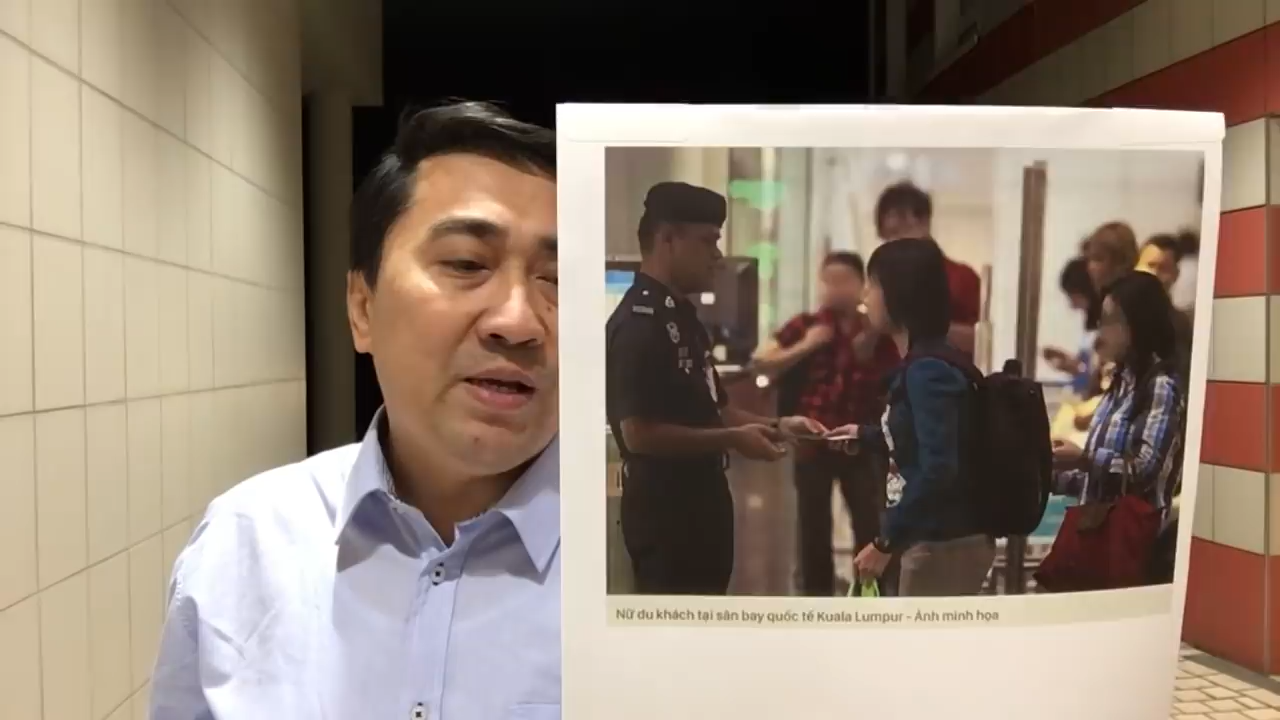 Nữ du khách tại sân bay quốc tế Kuala Lumpur - Ảnh minh họa